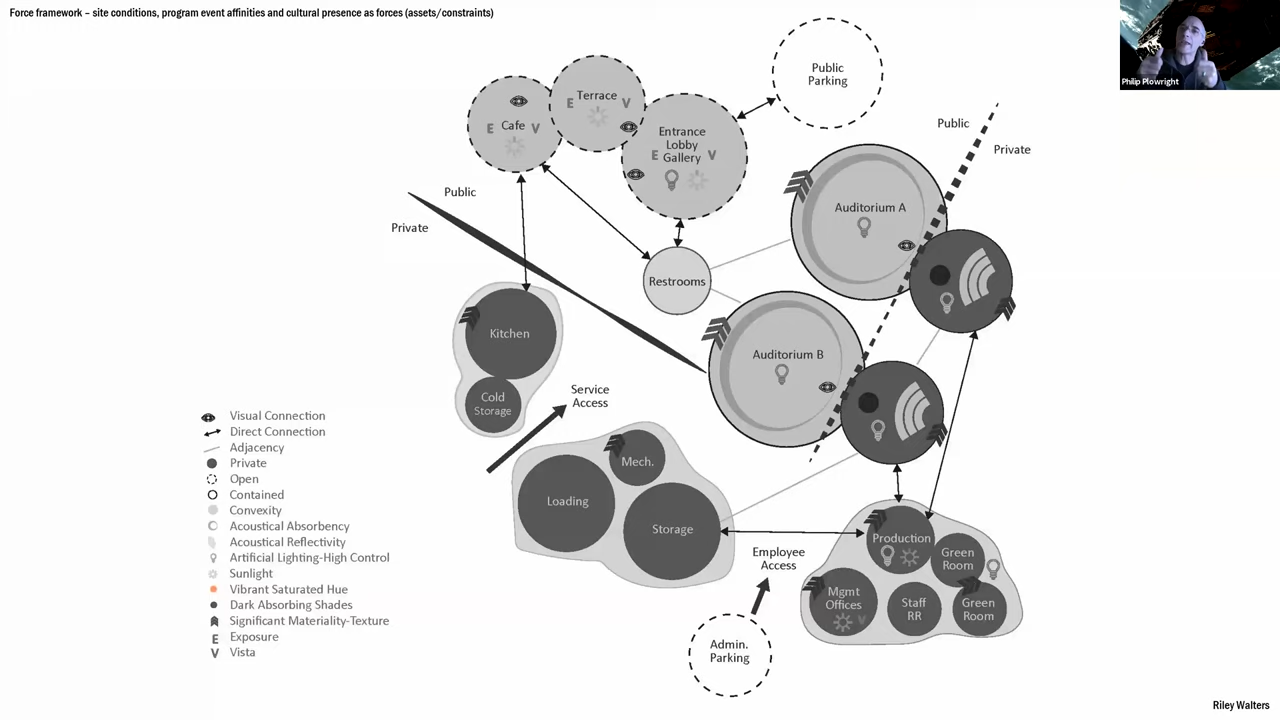 Force framework – site conditions, program event affinities and cultural presence as forces (assets/constraints)
Philip Plowright
Public
Parking
Terrace
E V
Cafe
E V
Entrance
Lobby
Gallery
E V
Public
Private
Public
Private
Auditorium A
Restrooms
Kitchen
Auditorium B
Cold
Storage
Service
Access
Mech.
Loading
Storage
Production
Green
Room
Employee
Access
Mgmt
Offices
V
Staff
RR
Green
Room
Admin.
Parking
Visual Connection
Direct Connection
Adjacency
Private
Open
Contained
Convexity
Acoustical Absorbency
Acoustical Reflectivity
Artificial Lighting-High Control
Sunlight
Vibrant Saturated Hue
Dark Absorbing Shades
Significant Materiality-Texture
E Exposure
V Vista
Riley Walters